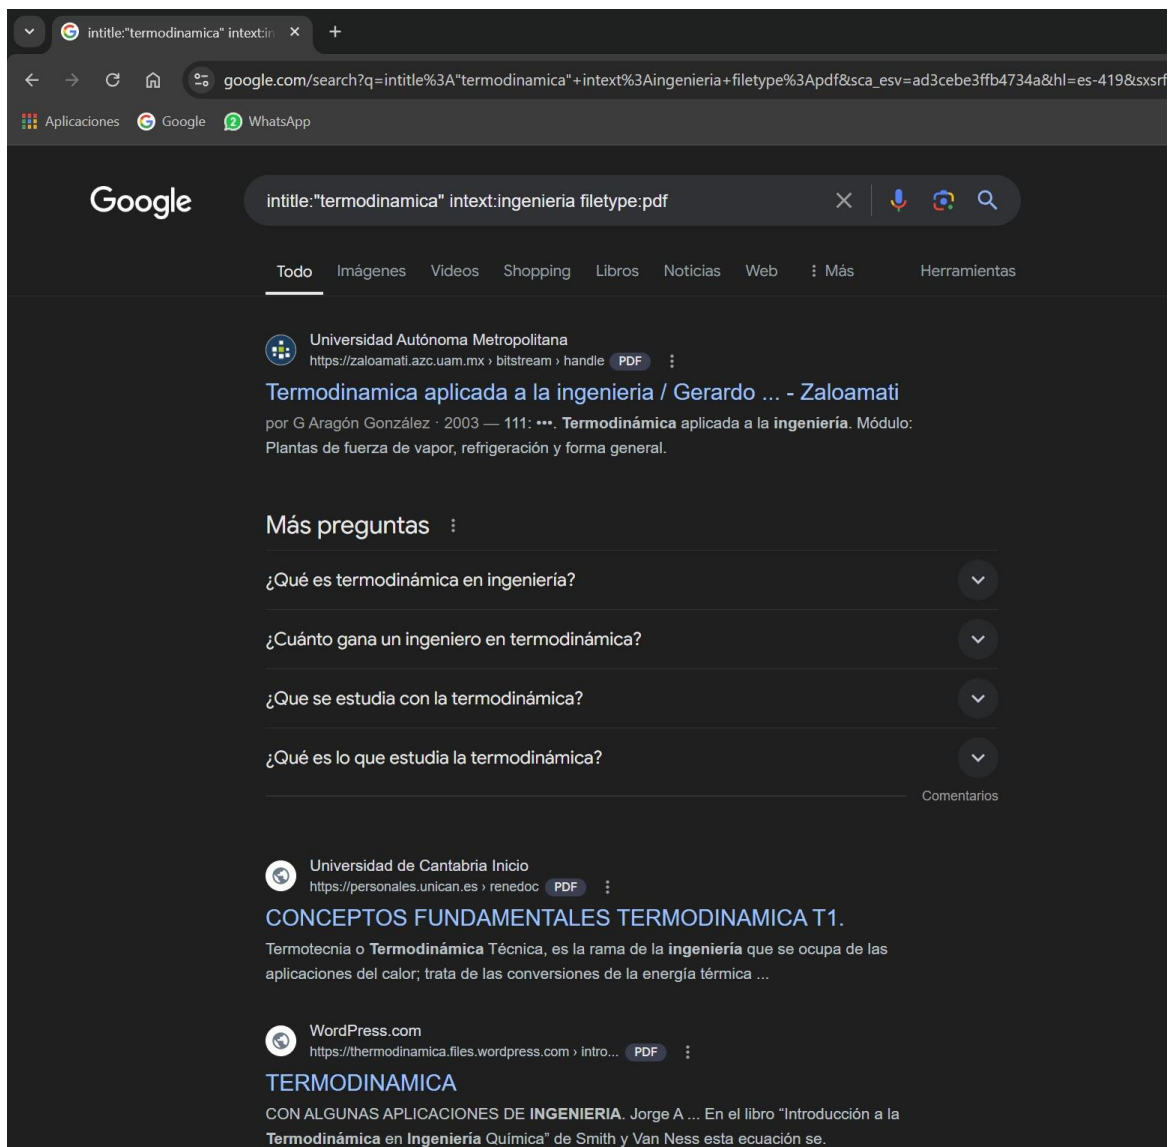 intitle:"termodinamica" intext:in
google.com/search?q=intitle%3A"termodinamica"+intext%3Aingenieria+filetype%3Apdf&sca_esv=ad3cebe3ffb4734a&hl=es-419&sxsrf
Aplicaciones Google 2 WhatsApp
Google intitle:"termodinamica" intext:ingenieria filetype:pdf
Todo Imágenes Videos Shopping Libros Noticias Web Más Herramientas
Universidad Autónoma Metropolitana
https://zaloamati.azc.uam.mx › bitstream › handle PDF
Termodinamica aplicada a la ingenieria / Gerardo ... - Zaloamati
por G Aragón González · 2003 — 111: •••. Termodinámica aplicada a la ingeniería. Módulo:
Plantas de fuerza de vapor, refrigeración y forma general.
Más preguntas
¿Qué es termodinámica en ingeniería?
¿Cuánto gana un ingeniero en termodinámica?
¿Que se estudia con la termodinámica?
¿Qué es lo que estudia la termodinámica?
Comentarios
Universidad de Cantabria Inicio
https://personales.unican.es › renedoc PDF
CONCEPTOS FUNDAMENTALES TERMODINAMICA T1.
Termotecnia o Termodinámica Técnica, es la rama de la ingeniería que se ocupa de las
aplicaciones del calor; trata de las conversiones de la energía térmica ...
WordPress.com
https://thermodinamica.files.wordpress.com › intro... PDF
TERMODINAMICA
CON ALGUNAS APLICACIONES DE INGENIERIA. Jorge A ... En el libro “Introducción a la
Termodinámica en Ingeniería Química” de Smith y Van Ness esta ecuación se.